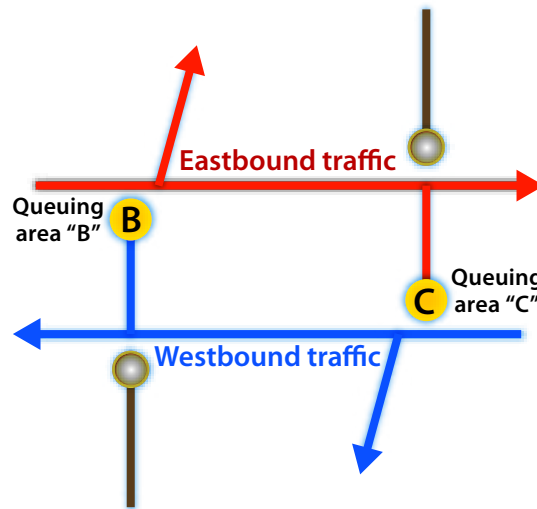 Eastbound traffic
Queuing
area “B”
B
Queuing
area “C”
C
Westbound traffic